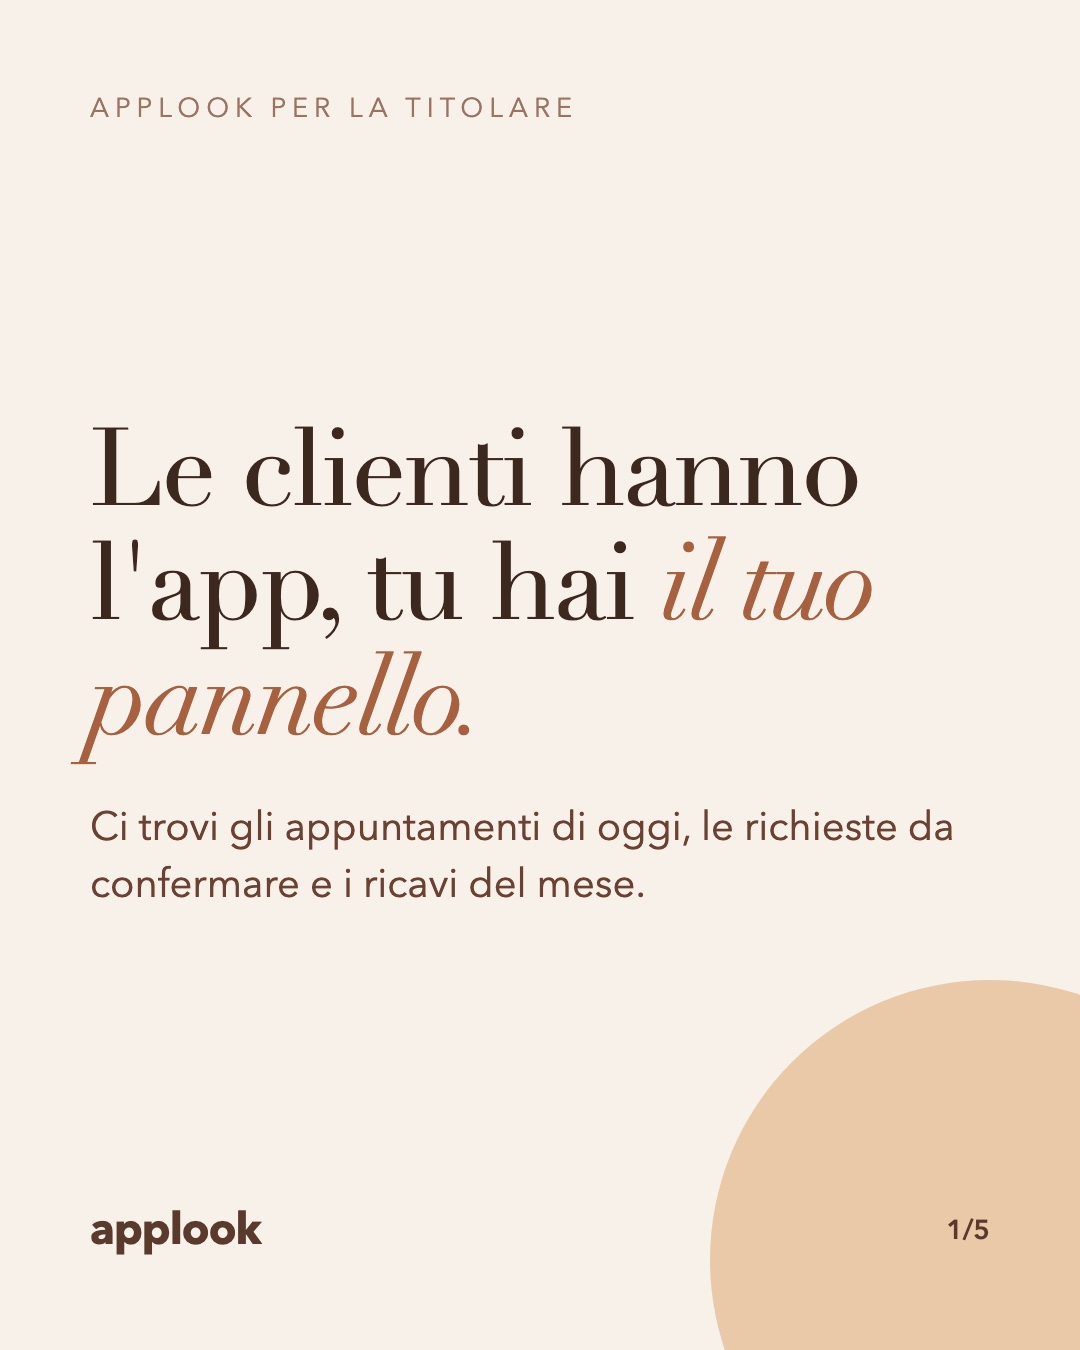 APPLOOK PER LA TITOLARE
Le clienti hanno
l'app, tu hai il tuo
pannello.
Ci trovi gli appuntamenti di oggi, le richieste da
confermare e i ricavi del mese.
applook
1/5